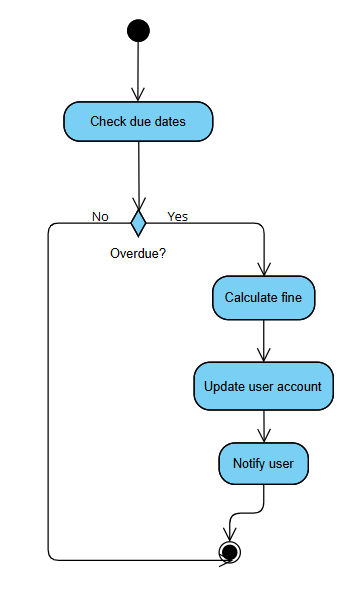 Check due dates
No
Yes
Overdue?
Calculate fine
Update user account
Notify user